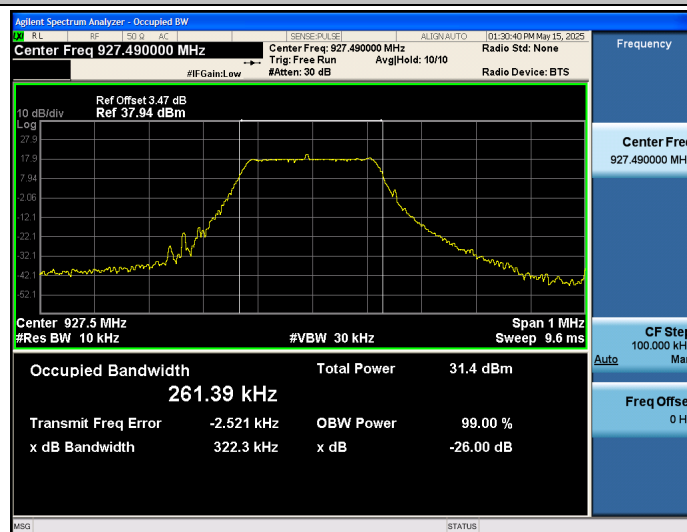 Agilent Spectrum Analyzer - Occupied BW
LXI RL RF 50 Ω AC SENSE:PULSE ALIGN AUTO 01:30:40 PM May 15, 2025
Center Freq 927.490000 MHz
Center Freq: 927.490000 MHz Radio Std: None
Trig: Free Run Avg|Hold: 10/10
#IFGain:Low #Atten: 30 dB Radio Device: BTS
Ref Offset 3.47 dB
10 dB/div Ref 37.94 dBm
Log
27.9
17.9
7.94
-2.06
-12.1
-22.1
-32.1
-42.1
-52.1
Center 927.5 MHz Span 1 MHz
#Res BW 10 kHz #VBW 30 kHz Sweep 9.6 ms
Occupied Bandwidth Total Power 31.4 dBm
261.39 kHz
Transmit Freq Error -2.521 kHz OBW Power 99.00 %
x dB Bandwidth 322.3 kHz x dB -26.00 dB
MSG STATUS
Frequency
Center Fre
927.490000 MH
CF Step
100.000 kH
Auto Ma
Freq Offse
0 H